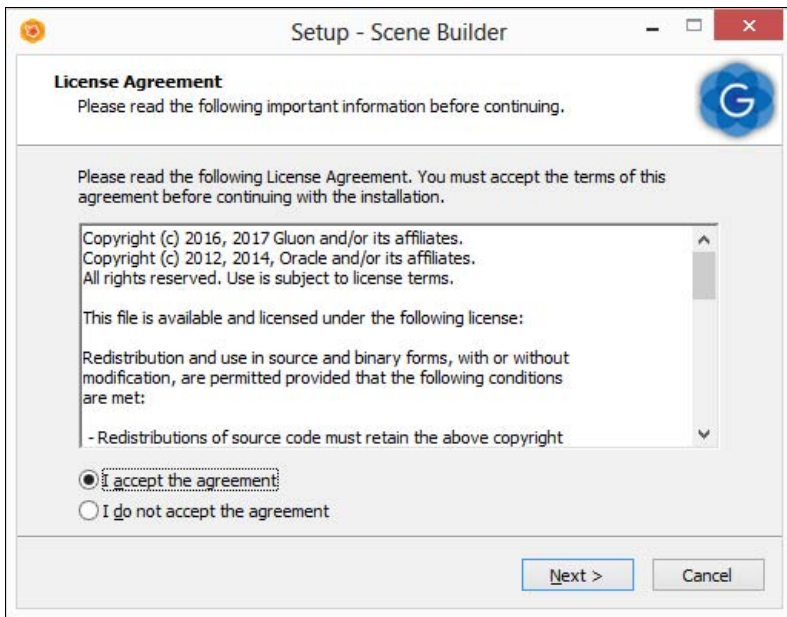 Setup - Scene Builder
License Agreement
Please read the following important information before continuing.
G
Please read the following License Agreement. You must accept the terms of this
agreement before continuing with the installation.
Copyright (c) 2016, 2017 Gluon and/or its affiliates.
Copyright (c) 2012, 2014, Oracle and/or its affiliates.
All rights reserved. Use is subject to license terms.
This file is available and licensed under the following license:
Redistribution and use in source and binary forms, with or without
modification, are permitted provided that the following conditions
are met:
- Redistributions of source code must retain the above copyright
I accept the agreement
I do not accept the agreement
Next >
Cancel